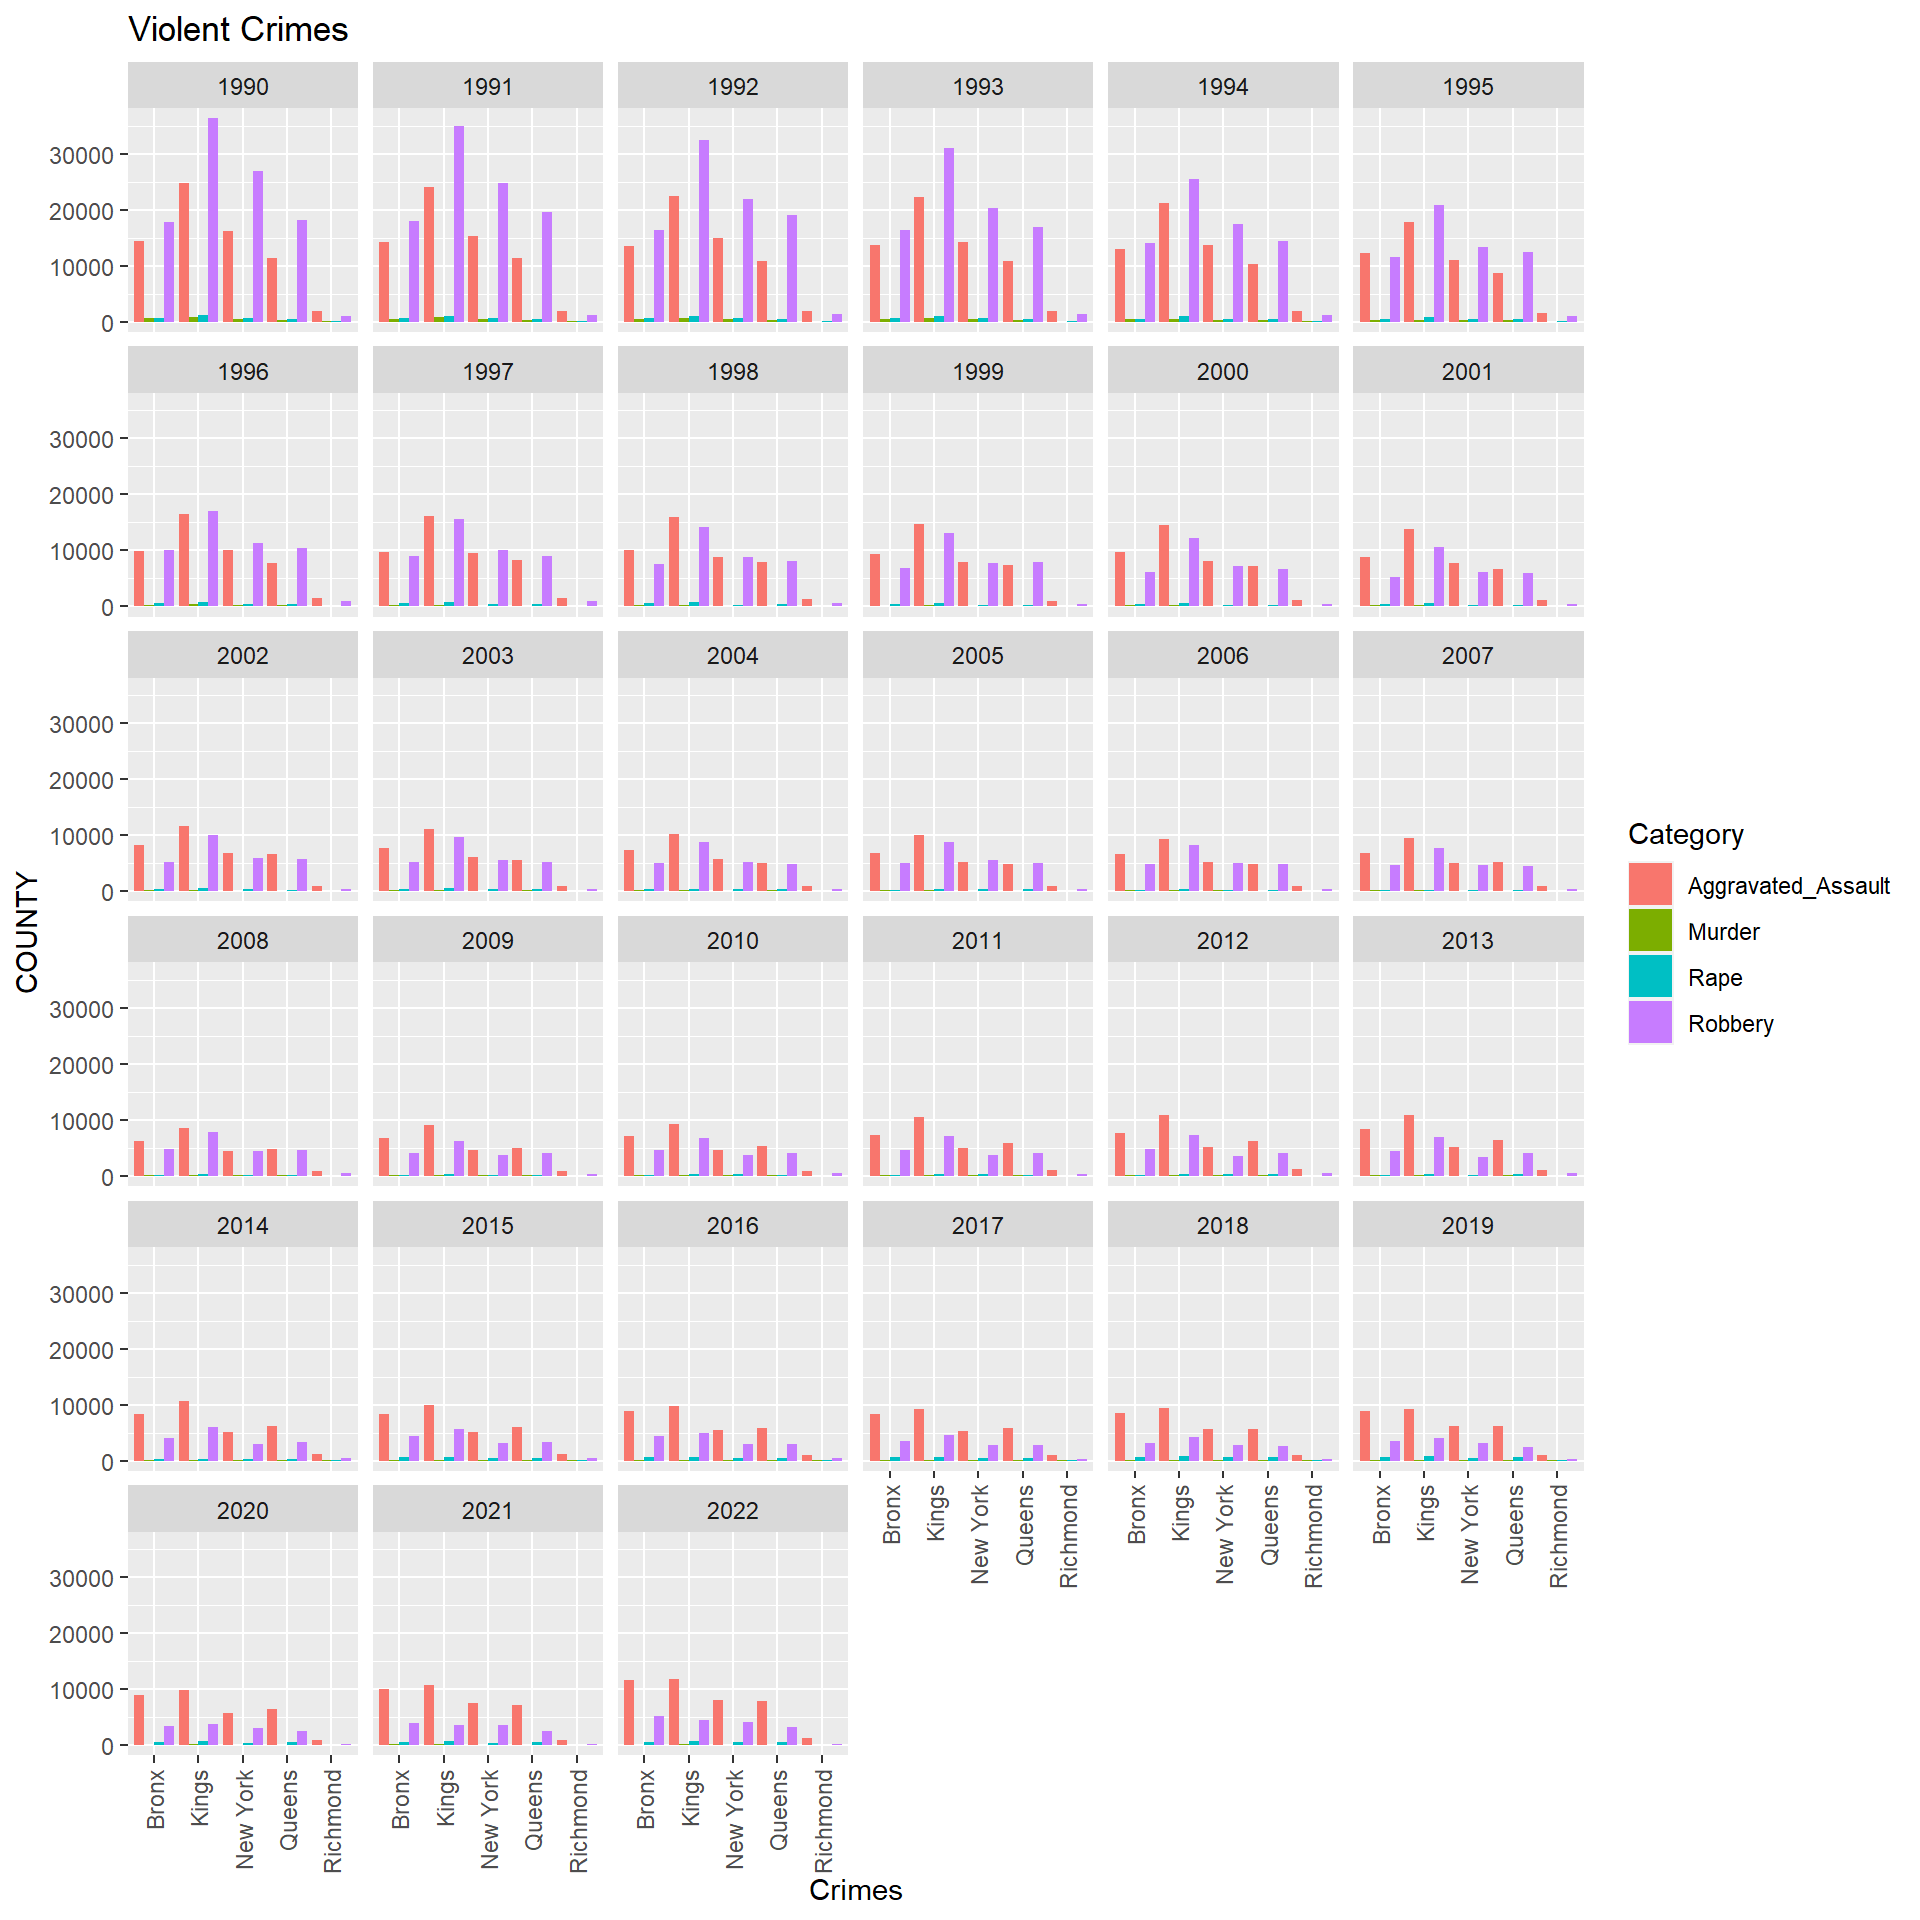 Violent Crimes
1990 1991 1992 1993 1994 1995
30000
20000
10000
0
1996 1997 1998 1999 2000 2001
30000
20000
10000
0
2002 2003 2004 2005 2006 2007
30000
20000
10000
0
2008 2009 2010 2011 2012 2013
30000
20000
10000
0
2014 2015 2016 2017 2018 2019
30000
20000
10000
0
Bronx Kings New York Queens Richmond Bronx Kings New York Queens Richmond Bronx Kings New York Queens Richmond
2020 2021 2022
30000
20000
10000
0
Bronx Kings New York Queens Richmond Bronx Kings New York Queens Richmond Bronx Kings New York Queens Richmond
Crimes
COUNTY
Category
Aggravated_Assault
Murder
Rape
Robbery